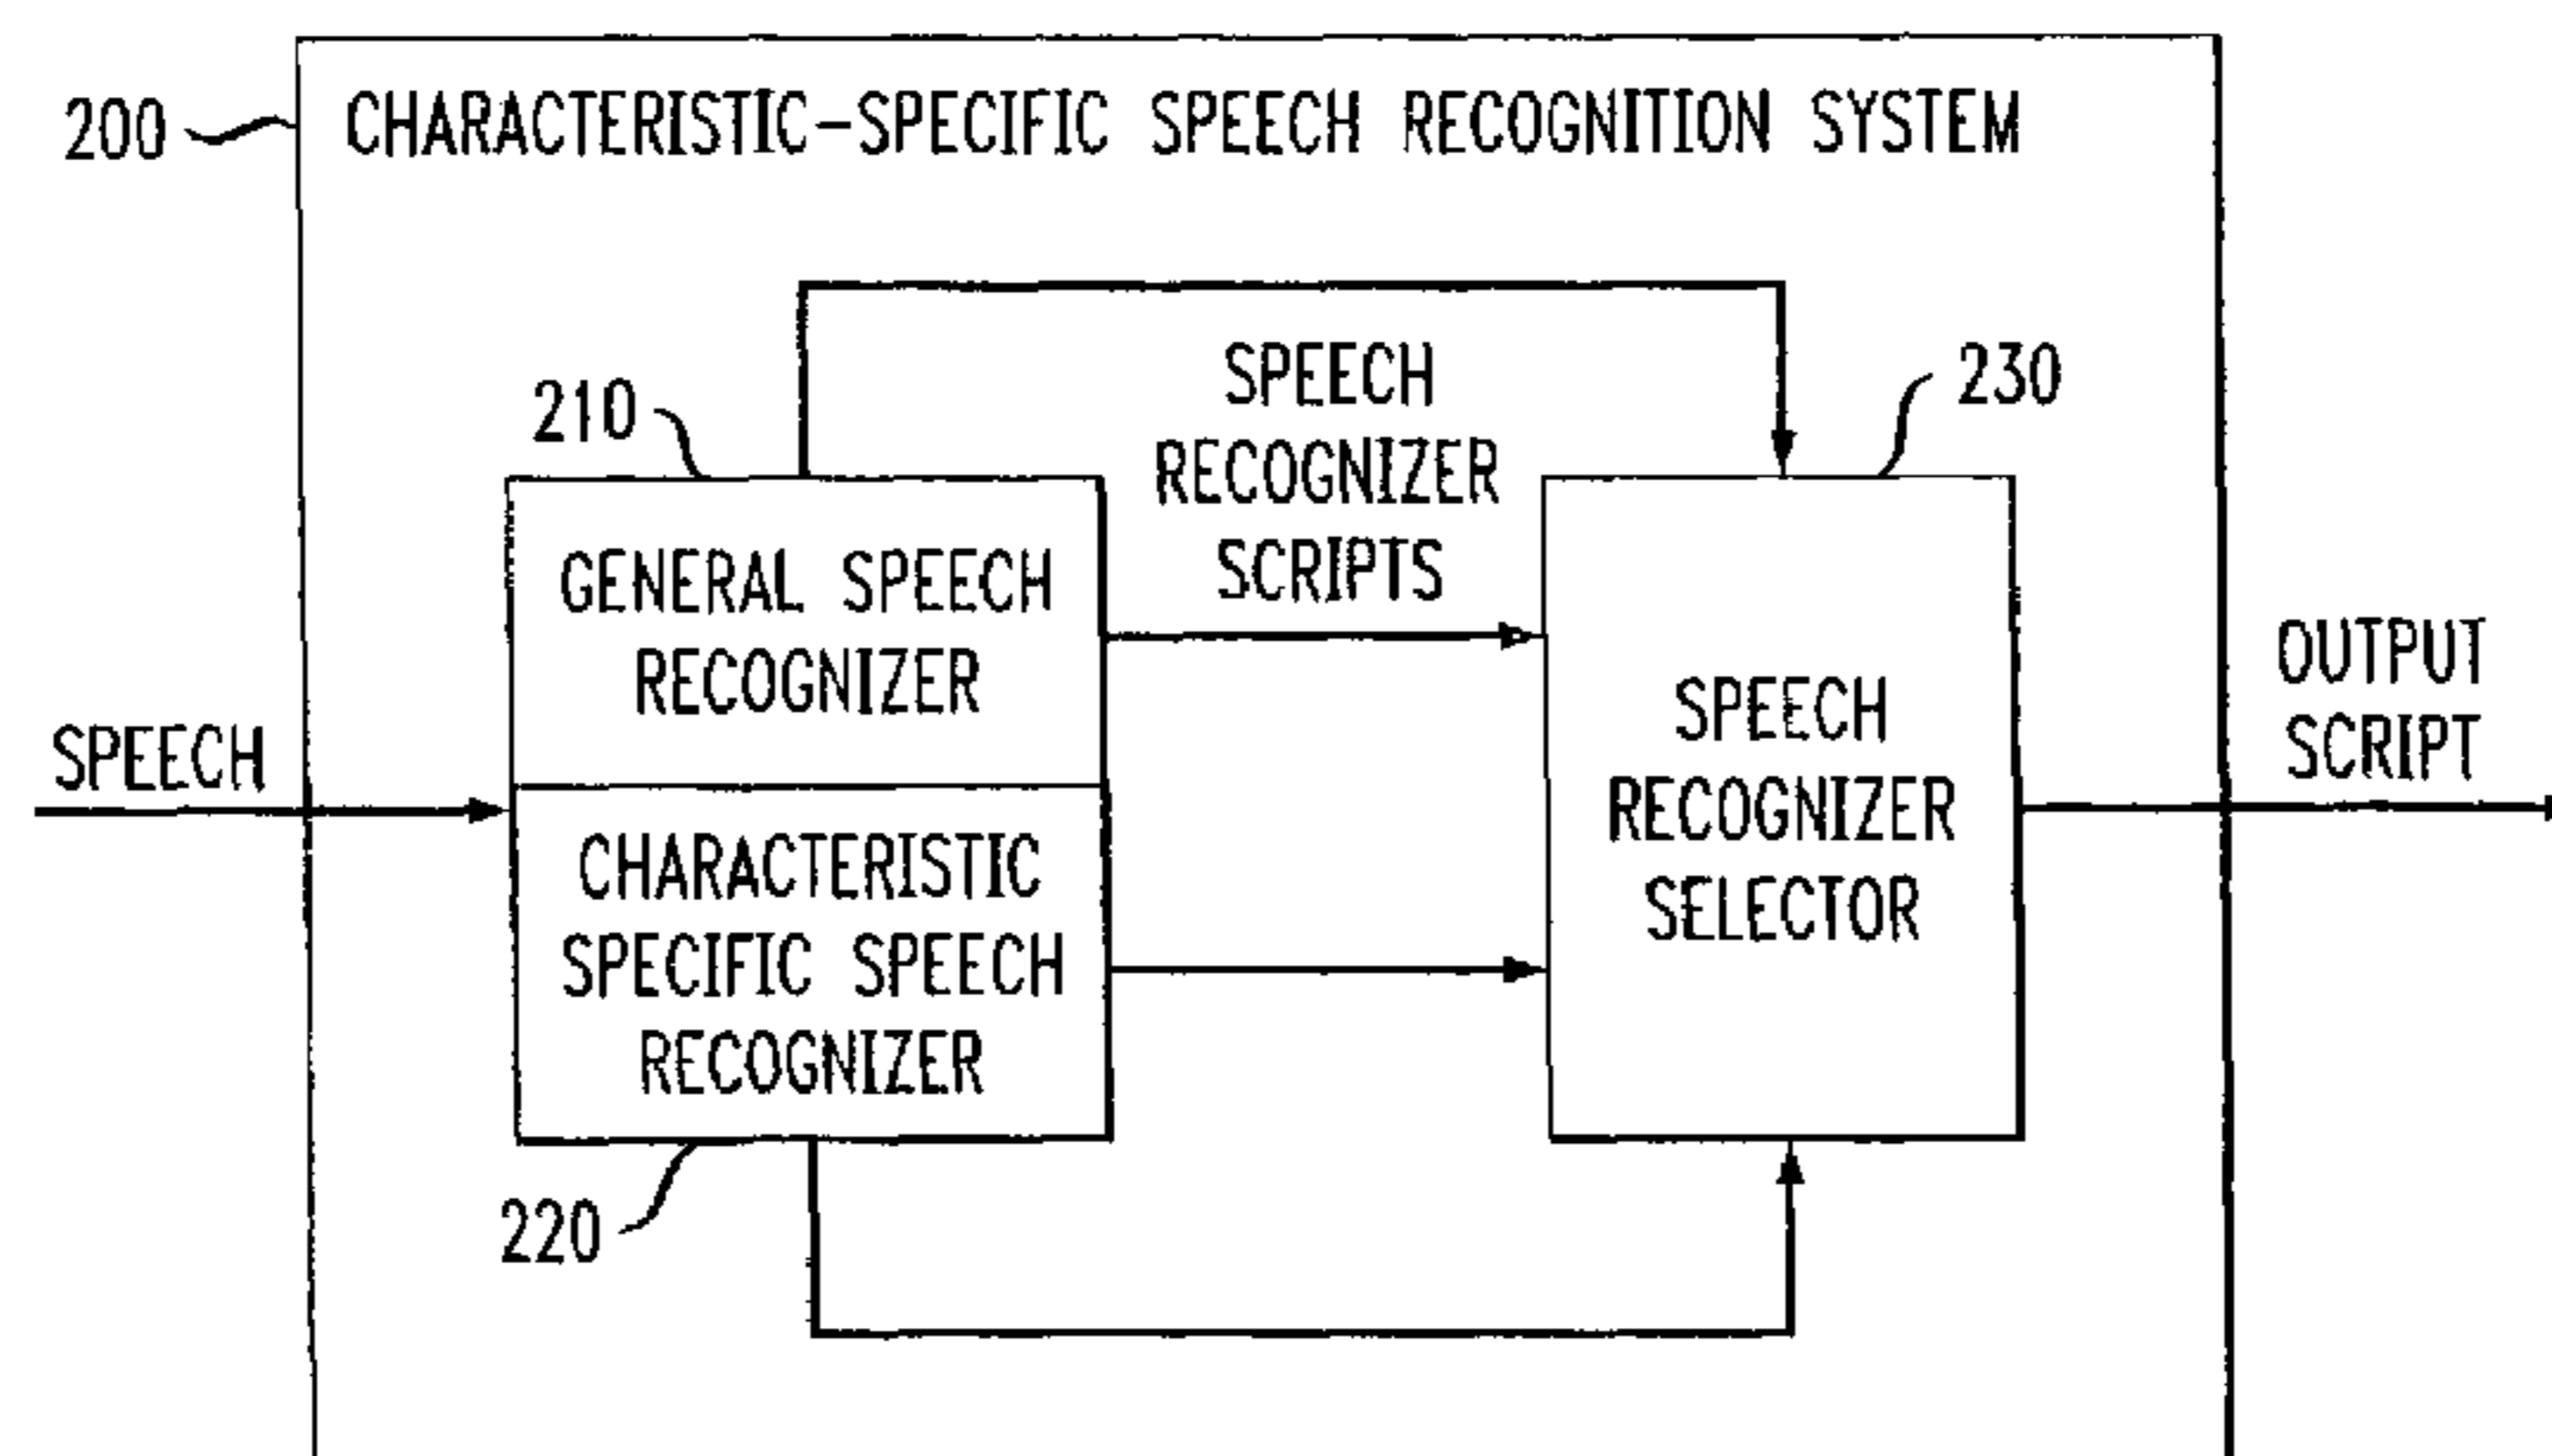 200
CHARACTERISTIC-SPECIFIC SPEECH RECOGNITION SYSTEM
210
SPEECH
RECOGNIZER
SCRIPTS
230
GENERAL SPEECH
RECOGNIZER
SPEECH
CHARACTERISTIC
SPECIFIC SPEECH
RECOGNIZER
220
SPEECH
RECOGNIZER
SELECTOR
OUTPUT
SCRIPT